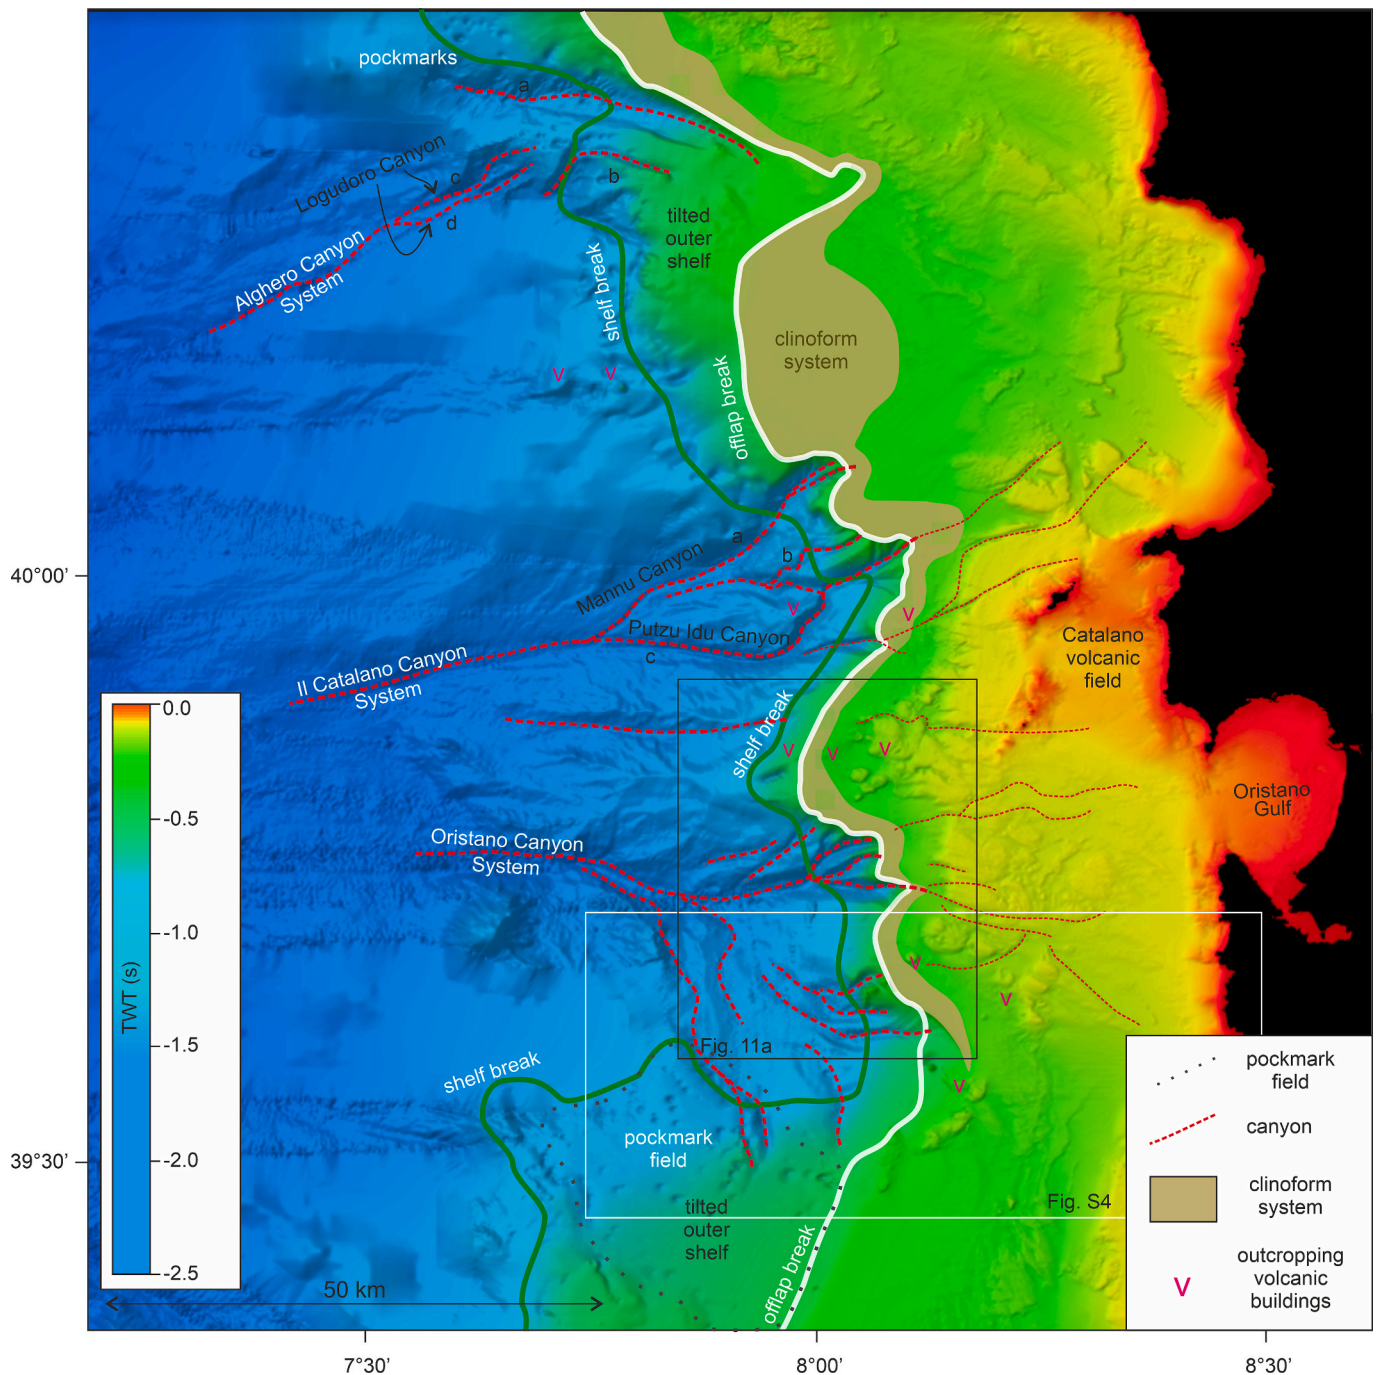 pockmarks
a
Logudoro Canyon
c
b
d
tilted
outer
shelf
Alghero Canyon
System
shelf break
clinoform
system
v
v
offlap break
a
b
40°00'
Mannu Canyon
v
v
Putzu Idu Canyon
c
Catalano
volcanic
field
Il Catalano Canyon
System
0.0
-0.5
-1.0
-1.5
-2.0
-2.5
TWT (s)
shelf break
v
v
v
Oristano
Gulf
Oristano Canyon
System
v
v
Fig. 11a
shelf break
v
pockmark
field
39°30'
tilted
outer
shelf
Fig. S4
offlap break
50 km
pockmark
field
canyon
clinoform
system
v
outcropping
volcanic
buildings
7°30'
8°00'
8°30'